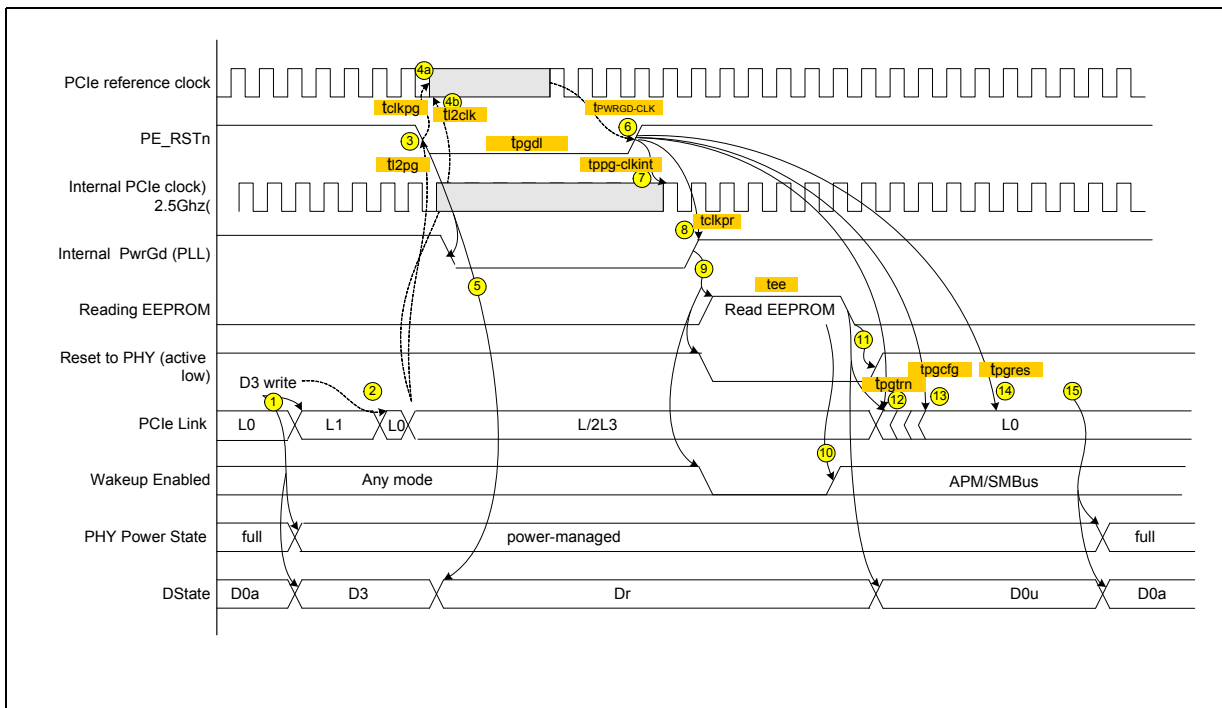 PCIe reference clock
4a
4b
tclkpg
tl2clk
tPWRGD-CLK
PE_RSTn
3
6
tpgdl
tl2pg
tppg-clkint
Internal PCIe clock)
2.5Ghz(
7
tclkpr
8
Internal PwrGd (PLL)
9
5
tee
Reading EEPROM
Read EEPROM
11
Reset to PHY (active
low)
tpgcfg
tpgres
tpgtrn
D3 write
1
2
12
13
14
15
PCIe Link
L0
L1
L0
L/2L3
L0
10
Wakeup Enabled
Any mode
APM/SMBus
PHY Power State
full
power-managed
full
DState
D0a
D3
Dr
D0u
D0a